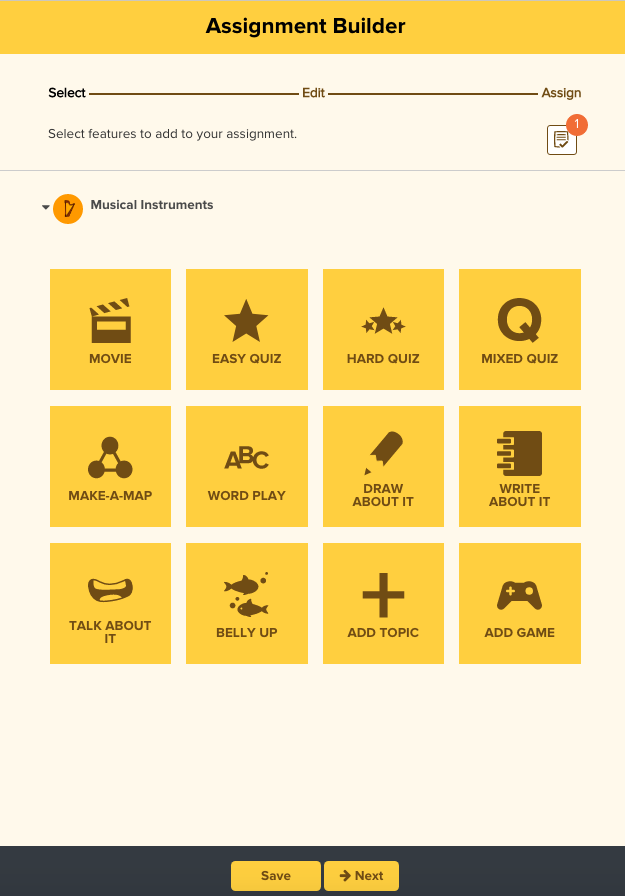 Assignment Builder
Select Edit Assign
Select features to add to your assignment.
1
Musical Instruments
MOVIE
EASY QUIZ
HARD QUIZ
Q
MIXED QUIZ
MAKE-A-MAP
ABC
WORD PLAY
DRAW
ABOUT IT
WRITE
ABOUT IT
TALK ABOUT
IT
BELLY UP
ADD TOPIC
ADD GAME
Save
Next